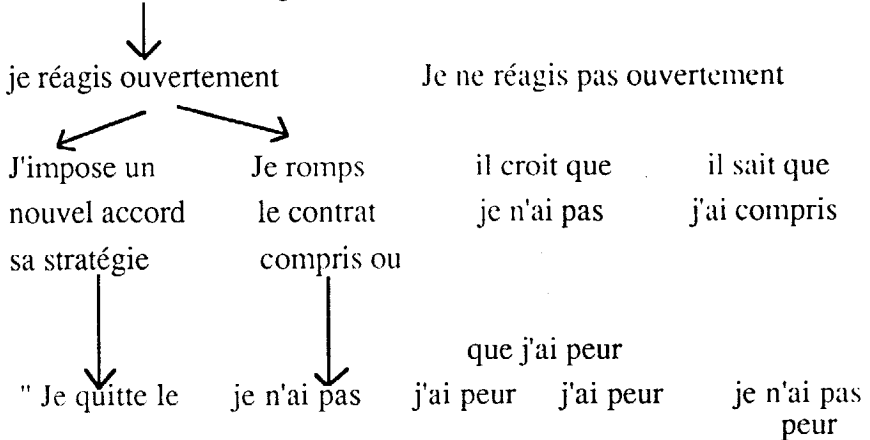 je réagis ouvertement Je ne réagis pas ouvertement
J'impose un Je romps il croit que il sait que
nouvel accord le contrat je n'ai pas j'ai compris
sa stratégie compris ou
que j'ai peur
" Je quitte le je n'ai pas j'ai peur j'ai peur je n'ai pas
peur